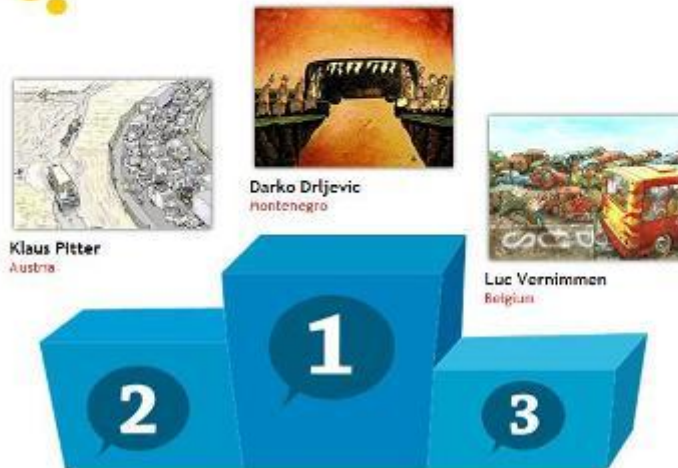 Darko Drljevic
Montenegro
Klaus Pitter
Austria
Luc Vernimmen
Belgium
1
2
3